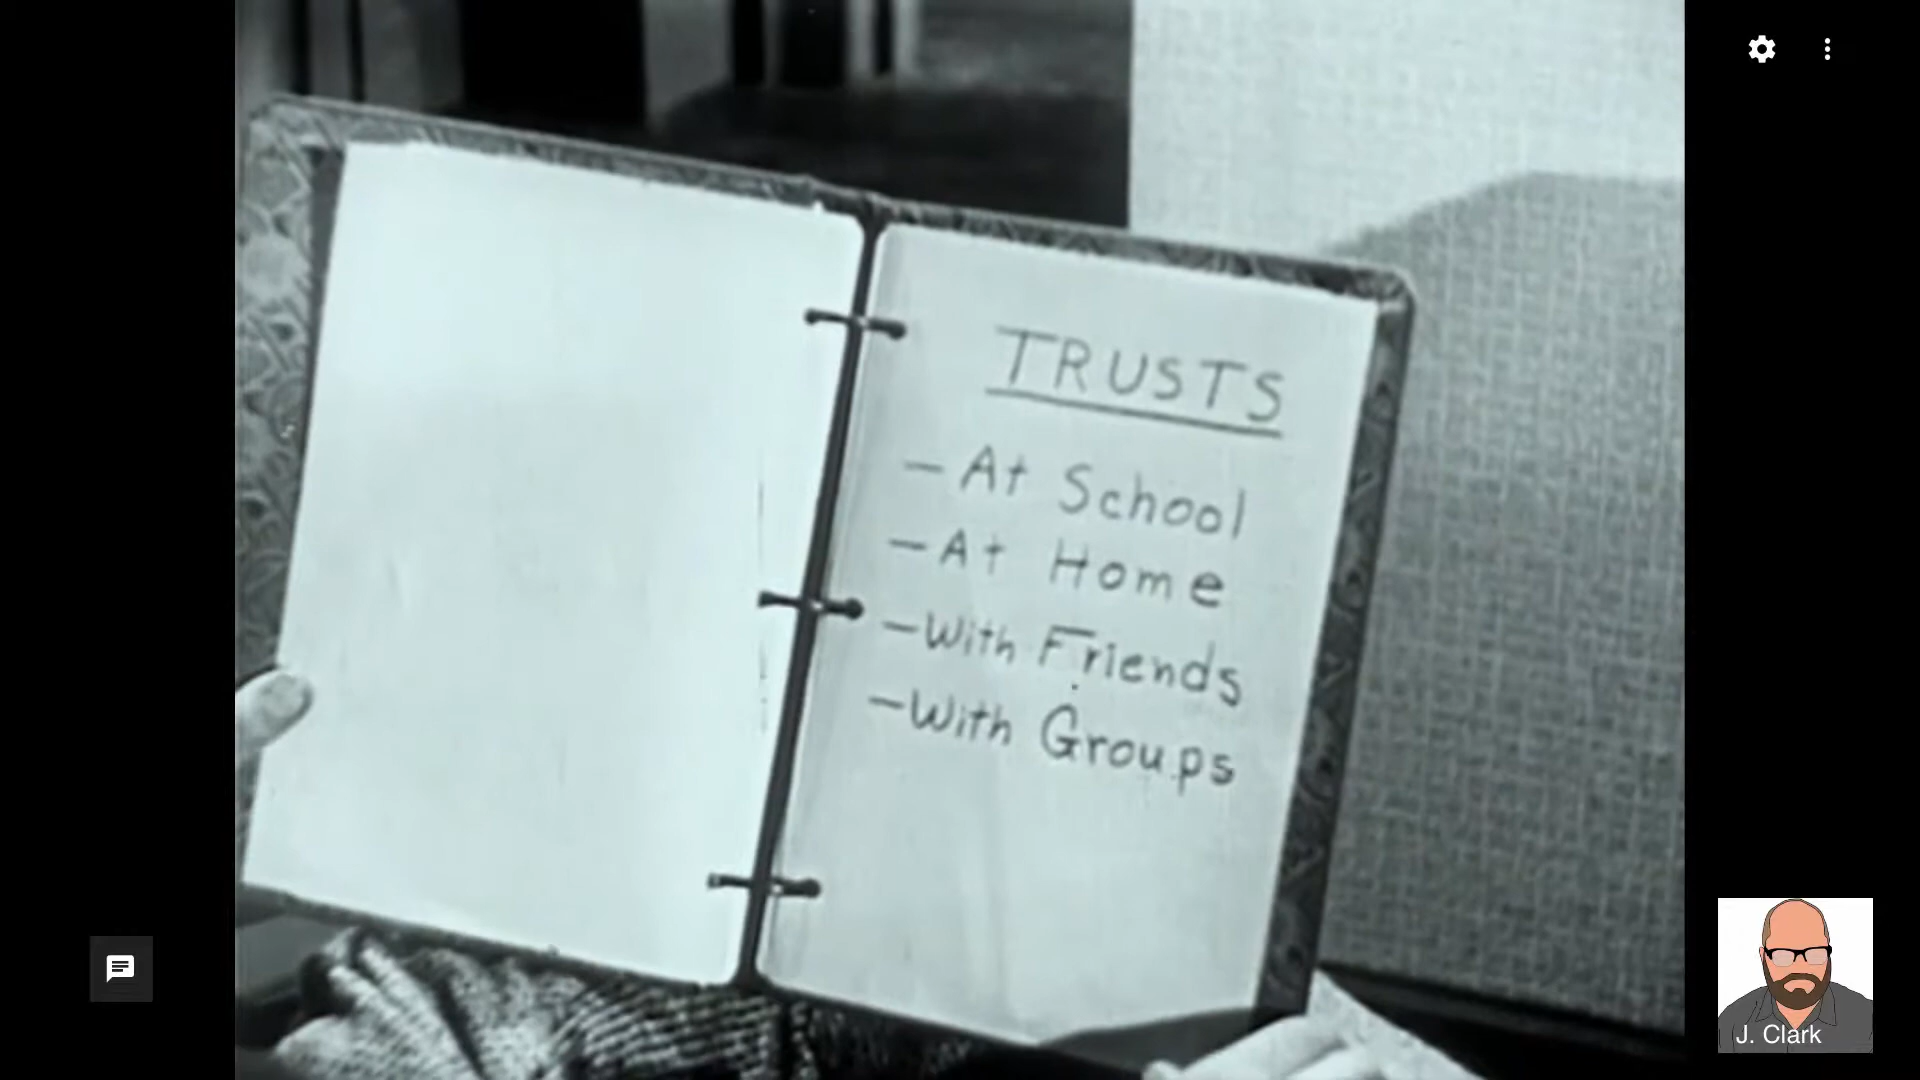 TRUSTS
- At School
- At Home
- With Friends
- With Groups
J. Clark